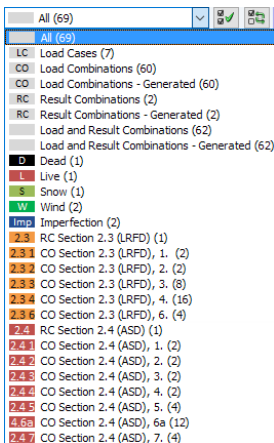 All (69)
All (69)
LC Load Cases (7)
CO Load Combinations (60)
CO Load Combinations - Generated (60)
RC Result Combinations (2)
RC Result Combinations - Generated (2)
Load and Result Combinations (62)
Load and Result Combinations - Generated (62)
D Dead (1)
L Live (1)
S Snow (1)
W Wind (2)
Imp Imperfection (2)
2.3 RC Section 2.3 (LRFD) (1)
2.3 1 CO Section 2.3 (LRFD), 1. (2)
2.3 2 CO Section 2.3 (LRFD), 2. (2)
2.3 3 CO Section 2.3 (LRFD), 3. (8)
2.3 4 CO Section 2.3 (LRFD), 4. (16)
2.3 6 CO Section 2.3 (LRFD), 6. (4)
2.4 RC Section 2.4 (ASD) (1)
2.4 1 CO Section 2.4 (ASD), 1. (2)
2.4 2 CO Section 2.4 (ASD), 2. (2)
2.4 3 CO Section 2.4 (ASD), 3. (2)
2.4 4 CO Section 2.4 (ASD), 4. (2)
2.4 5 CO Section 2.4 (ASD), 5. (4)
4.6a CO Section 2.4 (ASD), 6a (12)
2.4 7 CO Section 2.4 (ASD), 7. (4)